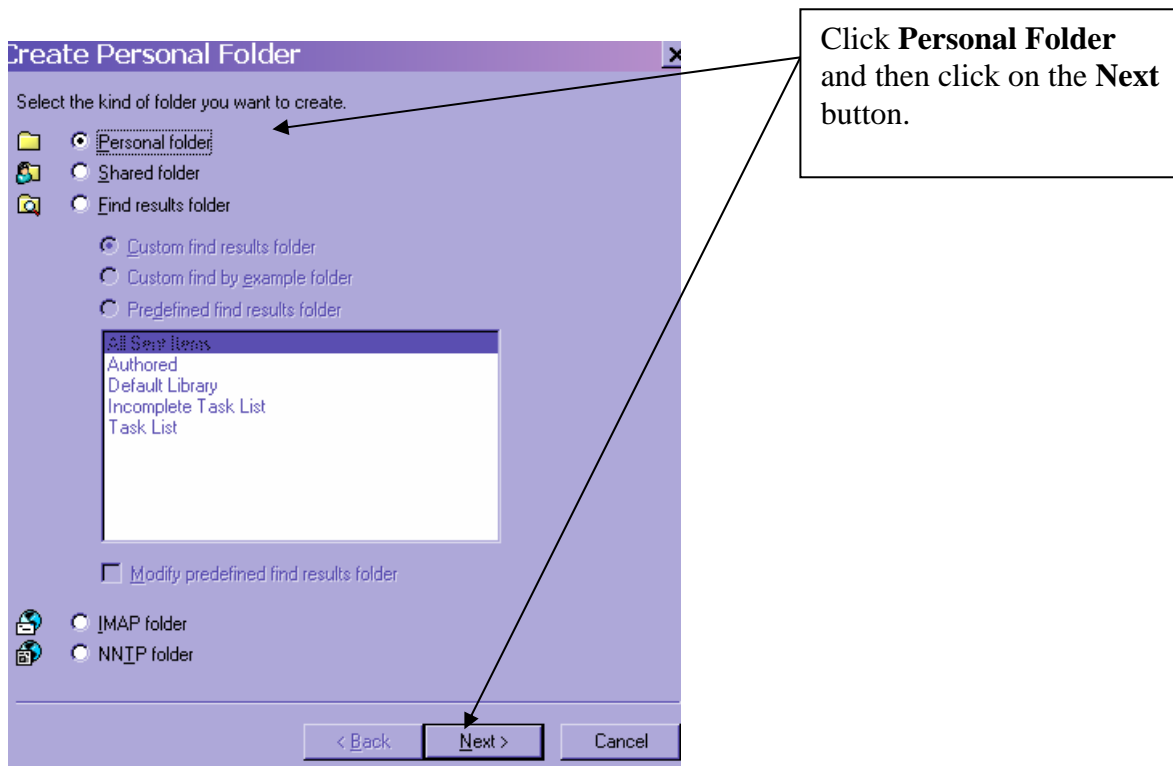 Create Personal Folder
Click Personal Folder
and then click on the Next
button.
Select the kind of folder you want to create.
Personal folder
Shared folder
Find results folder
Custom find results folder
Custom find by example folder
Predefined find results folder
All Sent Items
Authored
Default Library
Incomplete Task List
Task List
Modify predefined find results folder
IMAP folder
NNTP folder
< Back
Next >
Cancel